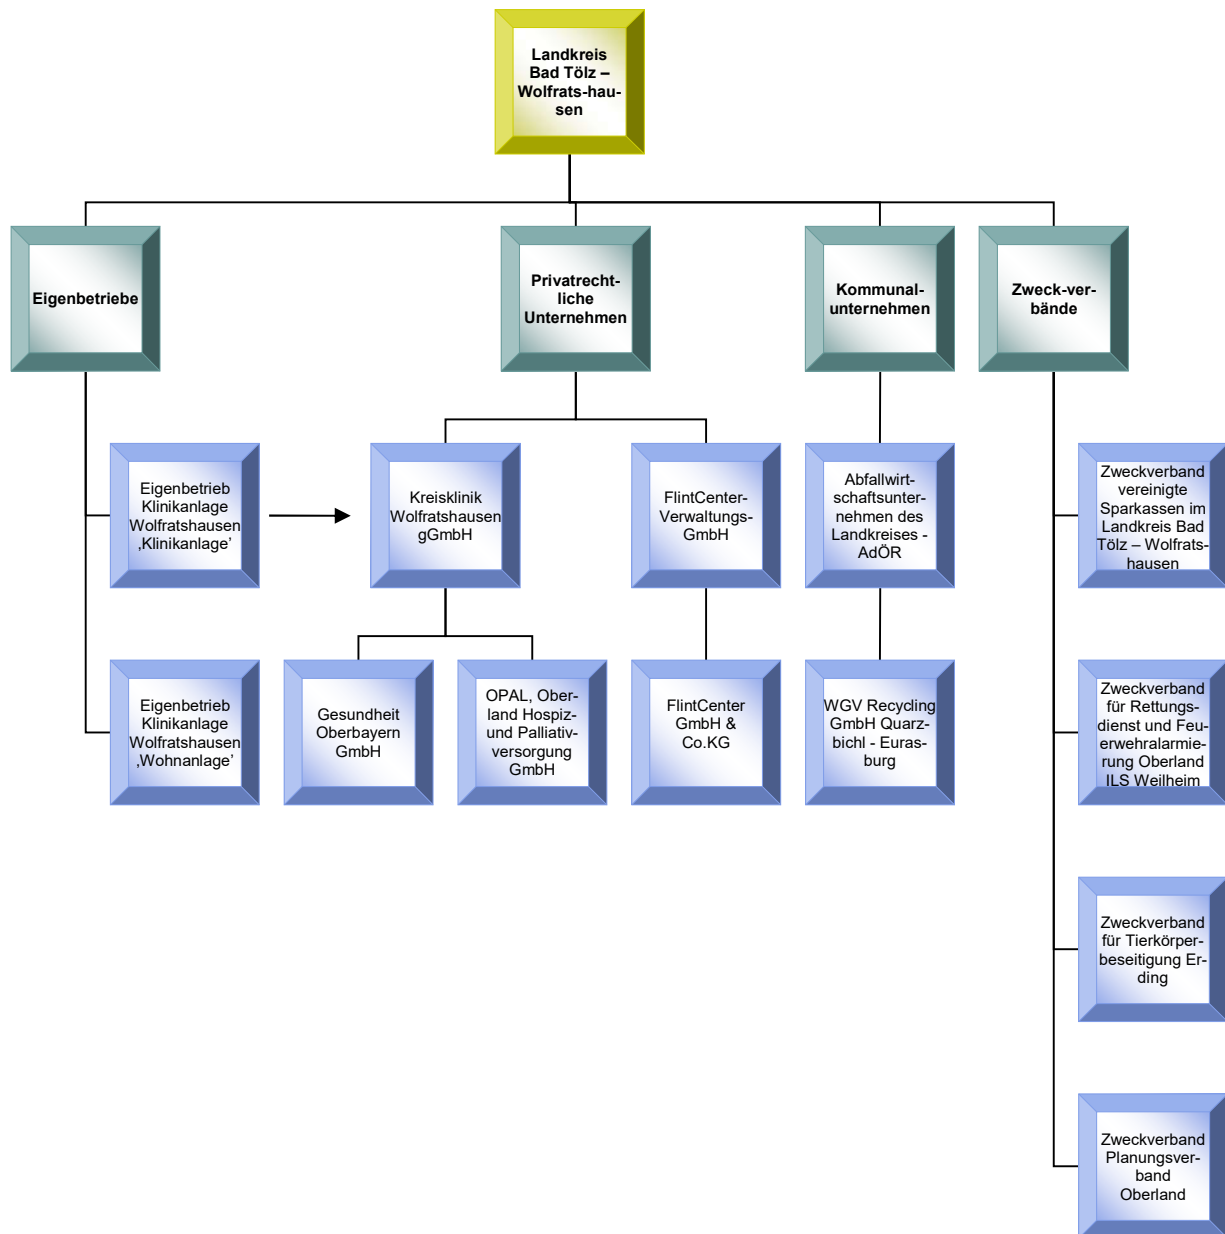 Landkreis
Bad Tölz –
Wolfrats-hau-
sen
Eigenbetriebe
Privatrecht-
liche
Unternehmen
Kommunal-
unternehmen
Zweck-ver-
bände
Eigenbetrieb
Klinikanlage
Wolfratshausen
‚Klinikanlage’
Kreisklinik
Wolfratshausen
gGmbH
FlintCenter-
Verwaltungs-
GmbH
Abfallwirt-
schaftsunter-
nehmen des
Landkreises -
AdÖR
Zweckverband
vereinigte
Sparkassen im
Landkreis Bad
Tölz – Wolfrats-
hausen
Eigenbetrieb
Klinikanlage
Wolfratshausen
‚Wohnanlage’
Gesundheit
Oberbayern
GmbH
OPAL, Ober-
land Hospiz-
und Palliativ-
versorgung
GmbH
FlintCenter
GmbH &
Co.KG
WGV Recycling
GmbH Quarz-
bichl - Euras-
burg
Zweckverband
für Rettungs-
dienst und Feu-
erwehralarmie-
rung Oberland
ILS Weilheim
Zweckverband
für Tierkörper-
beseitigung Er-
ding
Zweckverband
Planungsver-
band
Oberland